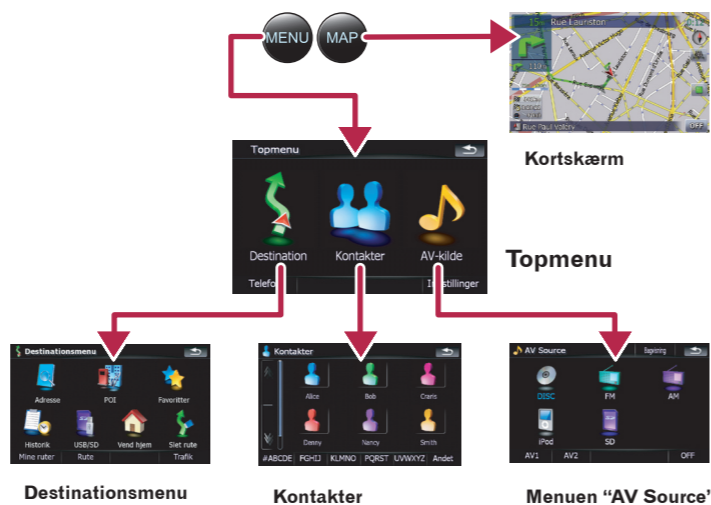 MENU MAP
Rue Lauriston
119
Rue Paul Valéry
OFF
Kortskærm
Topmenu
Destination Kontakter AV-kilde
Telefon Indstillinger
Topmenu
Destinationsmenu
Adresse POI Favoritter
Historik USB/SD Vend hjem Slet rute
Mine ruter Rute Trafik
Destinationsmenu
Kontakter
Alice Bob
Denny Nancy Smith
#ABCDE FGHIJ KLMNO PQRST UVWXYZ Andet
Kontakter
AV Source
DISC FM AM
iPod SD
AV1 AV2 OFF
Menuen “AV Source’